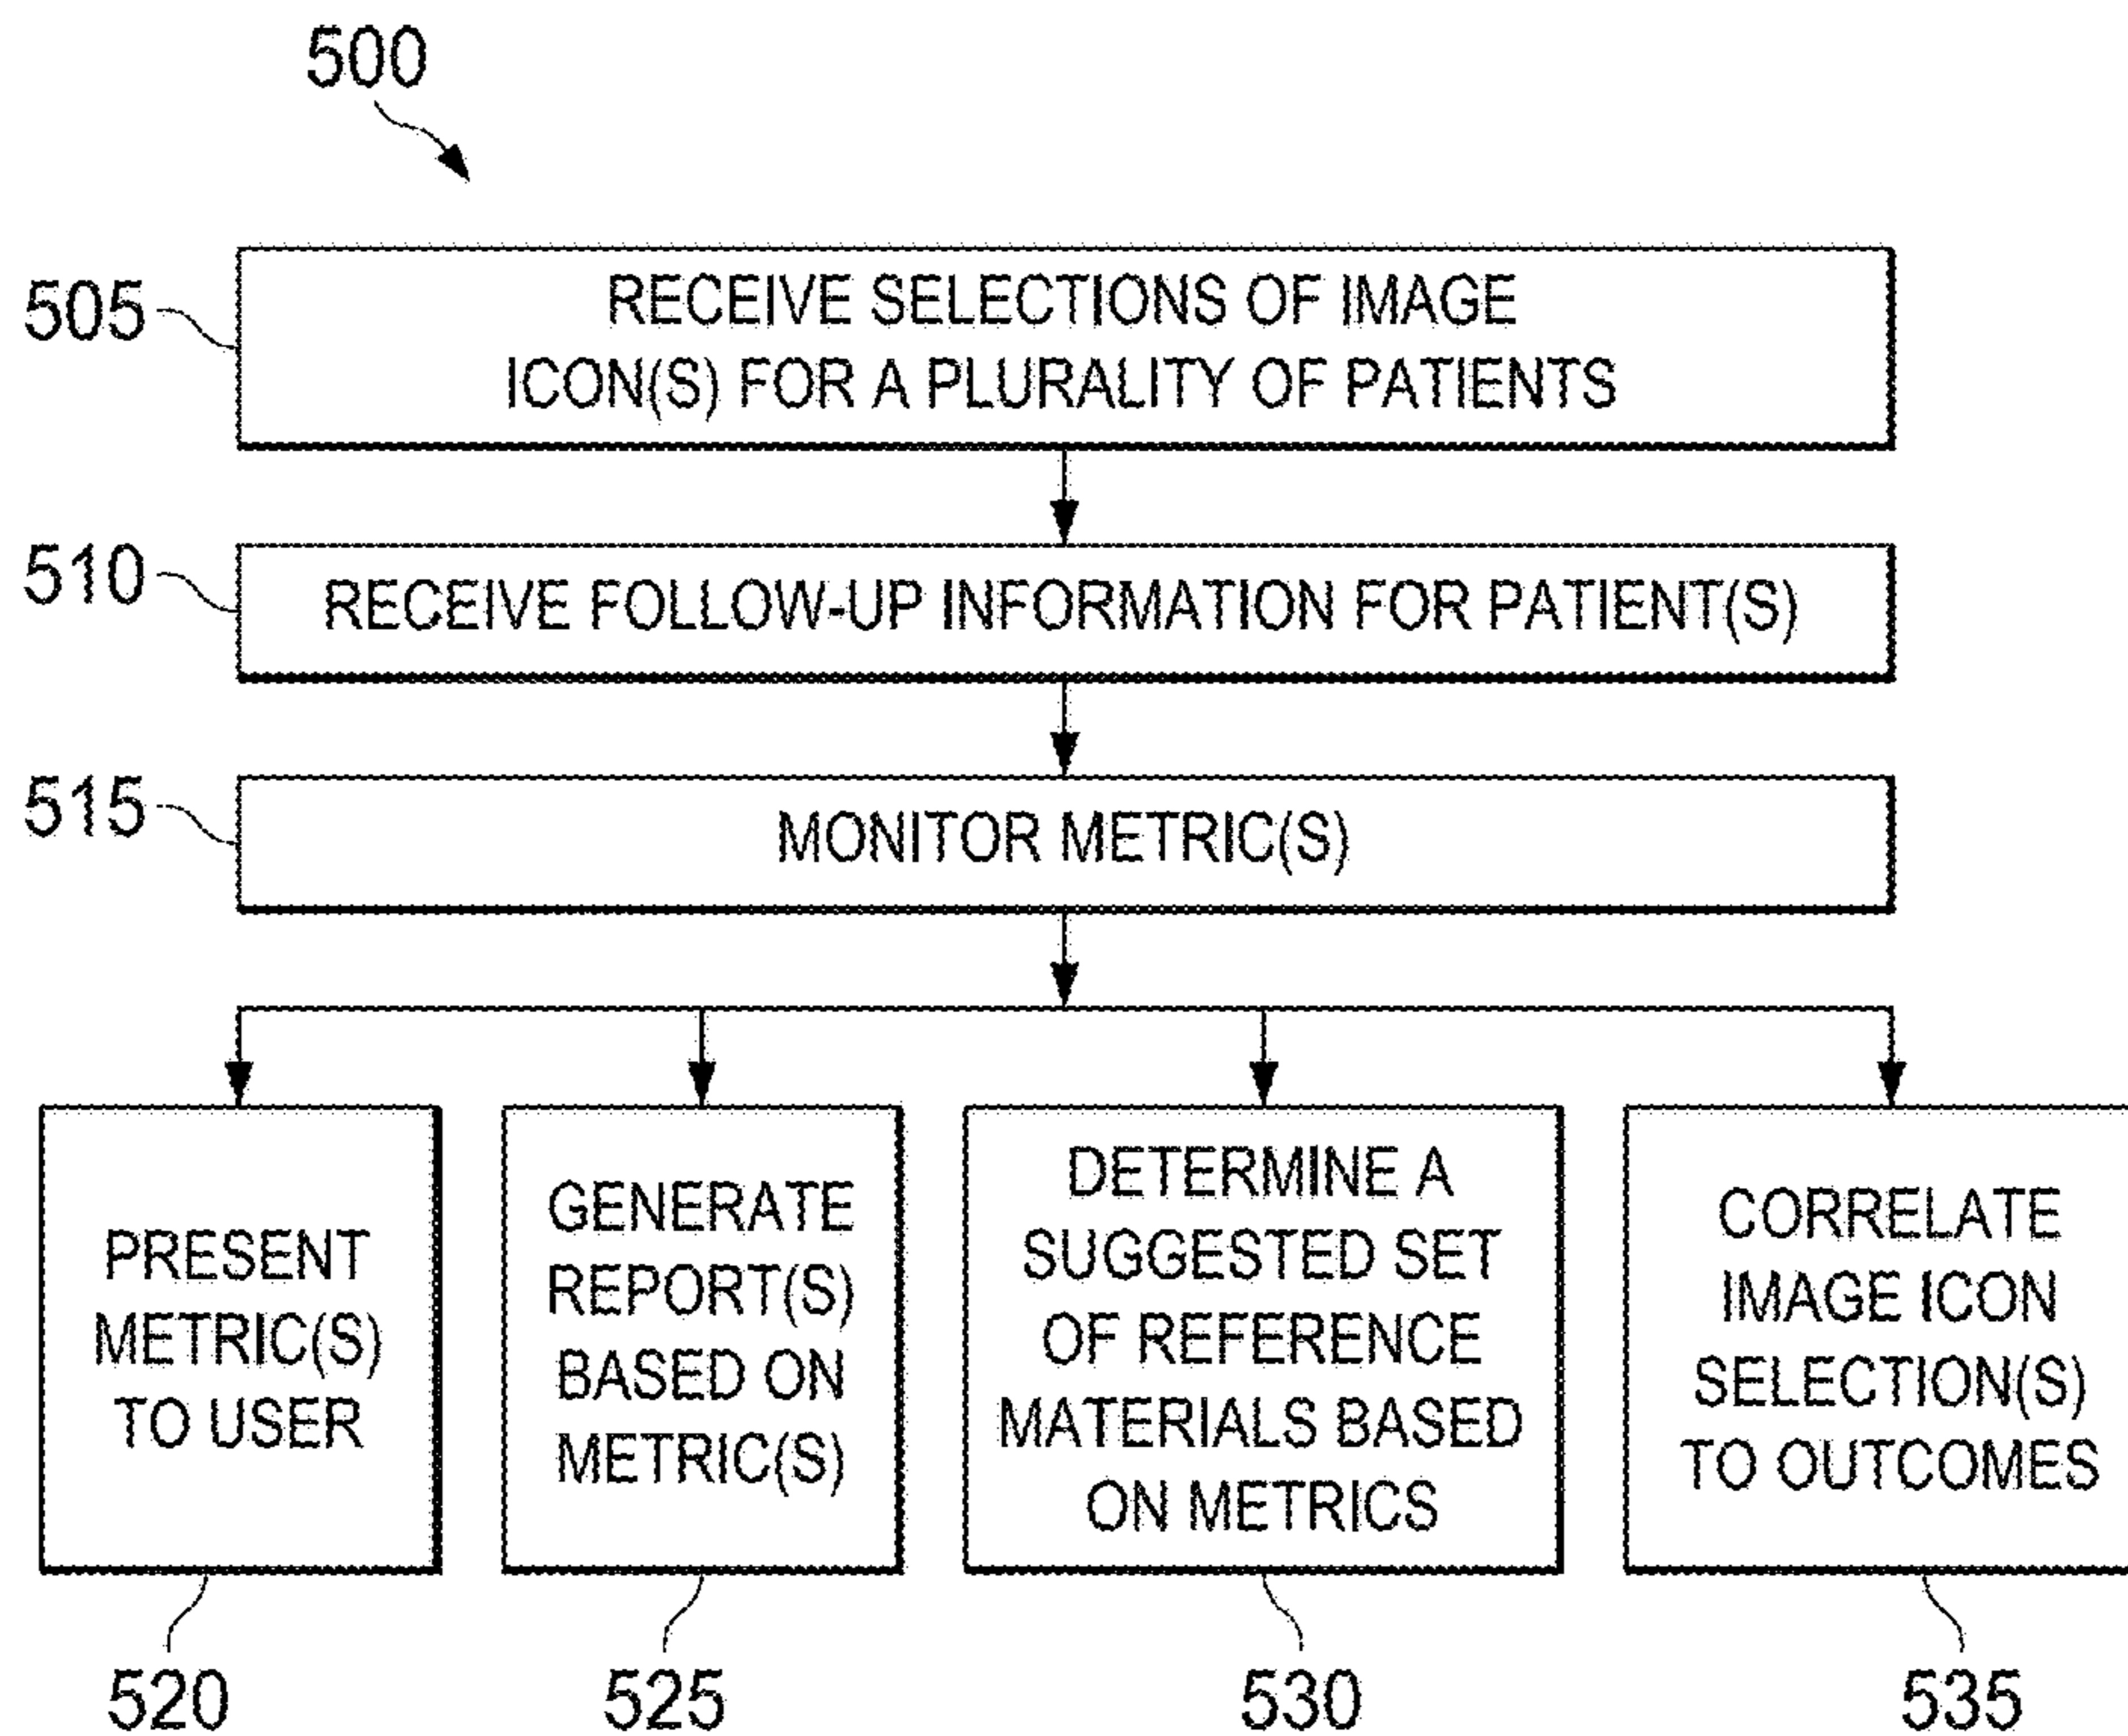 500
505
RECEIVE SELECTIONS OF IMAGE
ICON(S) FOR A PLURALITY OF PATIENTS
510
RECEIVE FOLLOW-UP INFORMATION FOR PATIENT(S)
515
MONITOR METRIC(S)
PRESENT
METRIC(S)
TO USER
GENERATE
REPORT(S)
BASED ON
METRIC(S)
DETERMINE A
SUGGESTED SET
OF REFERENCE
MATERIALS BASED
ON METRICS
CORRELATE
IMAGE ICON
SELECTION(S)
TO OUTCOMES
520
525
530
535